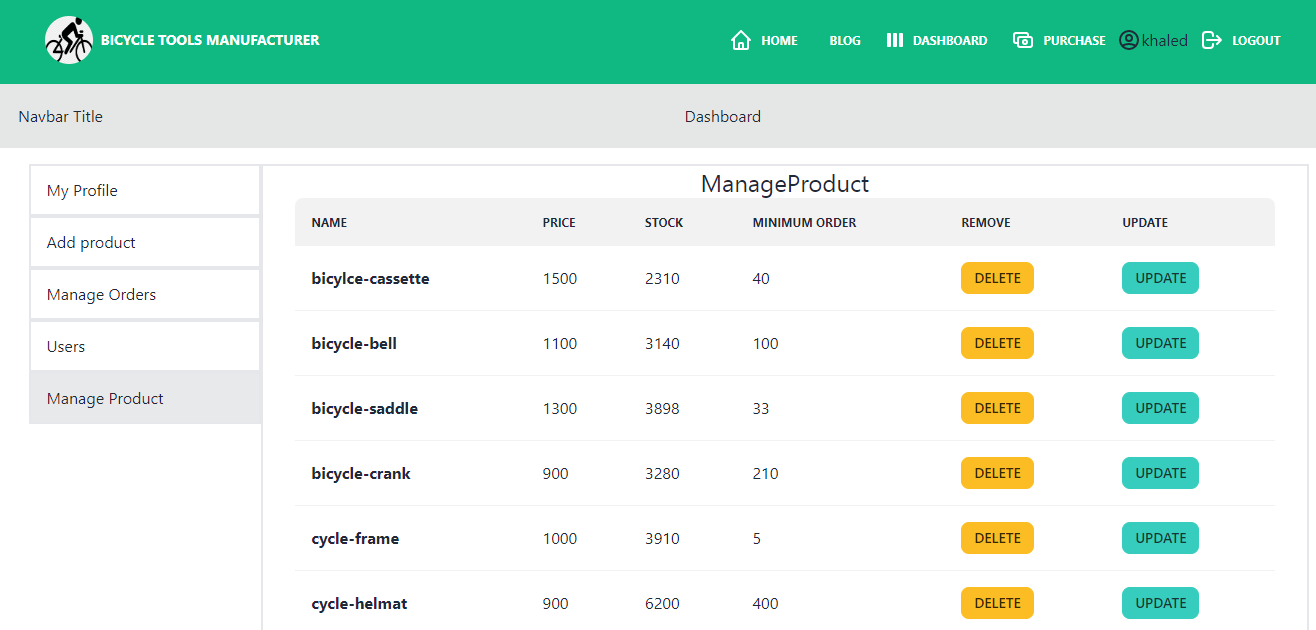 BICYCLE TOOLS MANUFACTURER HOME BLOG DASHBOARD PURCHASE khaled LOGOUT
Navbar Title Dashboard
My Profile
Add product
Manage Orders
Users
Manage Product
ManageProduct
NAME PRICE STOCK MINIMUM ORDER REMOVE UPDATE
bicylce-cassette 1500 2310 40 DELETE UPDATE
bicycle-bell 1100 3140 100 DELETE UPDATE
bicycle-saddle 1300 3898 33 DELETE UPDATE
bicycle-crank 900 3280 210 DELETE UPDATE
cycle-frame 1000 3910 5 DELETE UPDATE
cycle-helmat 900 6200 400 DELETE UPDATE